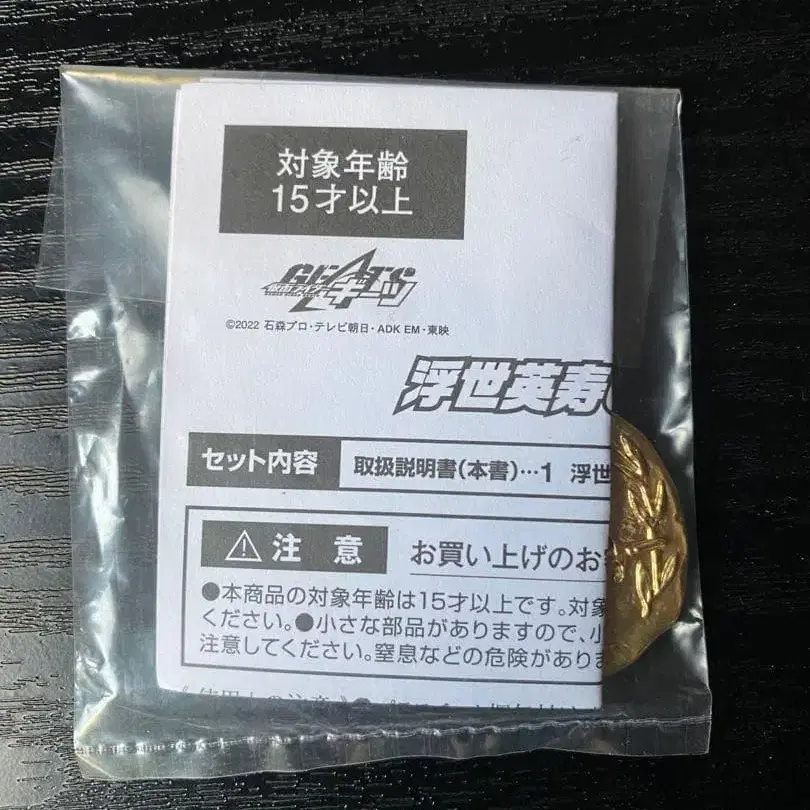 対象年齢
15才以上
GEATS
仮面ライダー
ギーツ
©2022 石森プロ・テレビ朝日・ADK EM・東映
浮世英寿
セット内容 取扱説明書(本書)…1 浮世
⚠注 意 お買い上げのお客
●本商品の対象年齢は15才以上です。対象
ください。●小さな部品がありますので、小
注意してください。窒息などの危険がありま